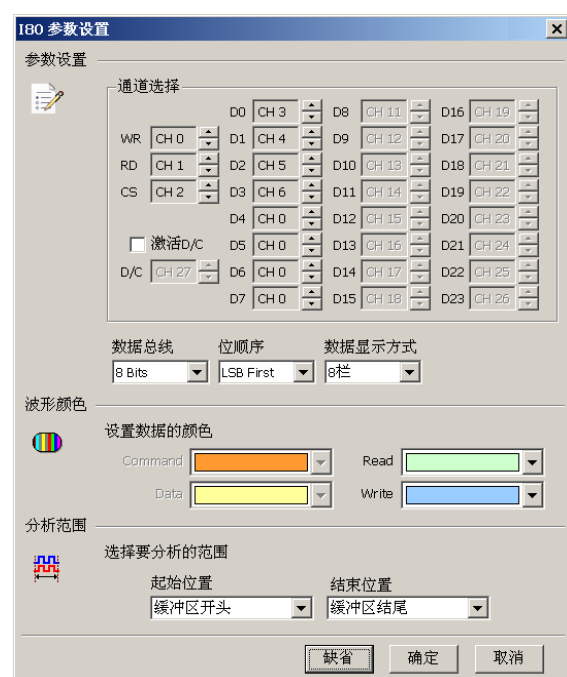 I80 参数设置
参数设置
通道选择
D0 CH 3 D8 CH 11 D16 CH 19
WR CH 0 D1 CH 4 D9 CH 12 D17 CH 20
RD CH 1 D2 CH 5 D10 CH 13 D18 CH 21
CS CH 2 D3 CH 6 D11 CH 14 D19 CH 22
D4 CH 0 D12 CH 15 D20 CH 23
激活D/C D5 CH 0 D13 CH 16 D21 CH 24
D/C CH 27 D6 CH 0 D14 CH 17 D22 CH 25
D7 CH 0 D15 CH 18 D23 CH 26
数据总线 位顺序 数据显示方式
8 Bits LSB First 8栏
波形颜色
设置数据的颜色
Command Read
Data Write
分析范围
选择要分析的范围
起始位置 结束位置
缓冲区开头 缓冲区结尾
缺省 确定 取消